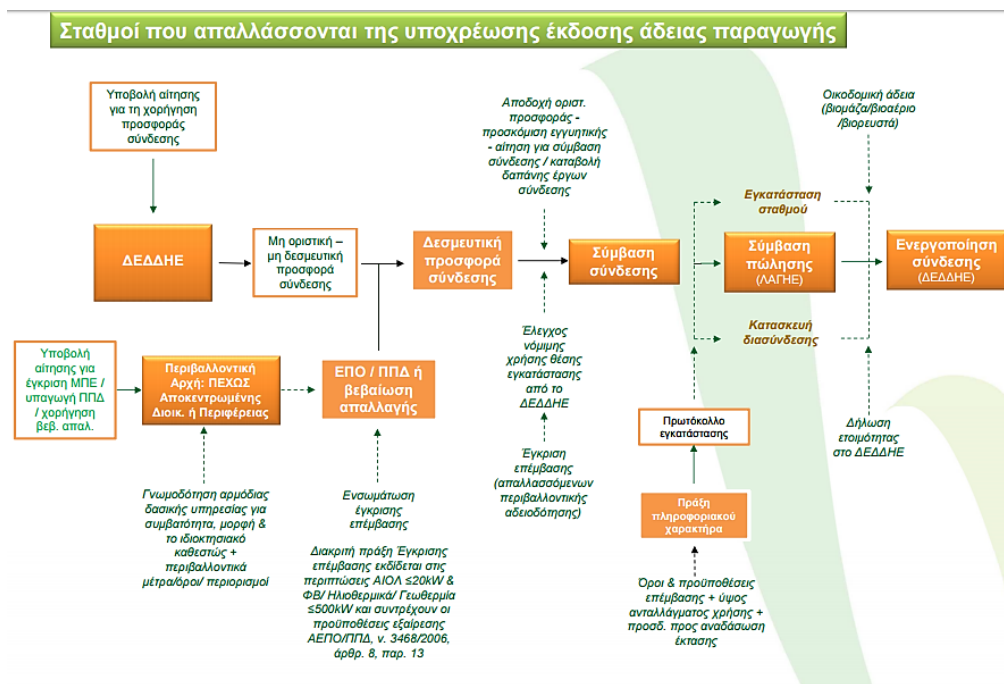 Σταθμοί που απαλλάσσονται της υποχρέωσης έκδοσης άδειας παραγωγής
Υποβολή αίτησης
για τη χορήγηση
προσφοράς
σύνδεσης
ΔΕΔΔΗΕ
Μη οριστική –
μη δεσμευτική
προσφορά
σύνδεσης
Δεσμευτική
προσφορά
σύνδεσης
Αποδοχή οριστ.
προσφοράς -
προσκόμιση εγγυητικής
- αίτηση για σύμβαση
σύνδεσης / καταβολή
δαπάνης έργων
σύνδεσης
Σύμβαση
σύνδεσης
Εγκατάσταση
σταθμού
Σύμβαση
πώλησης
(ΛΑΓΗΕ)
Κατασκευή
διασύνδεσης
Οικοδομική άδεια
(βιομάζα/βιοαέριο
/βιορευστά)
Ενεργοποίηση
σύνδεσης
(ΔΕΔΔΗΕ)
Υποβολή
αίτησης για
έγκριση ΜΠΕ /
υπαγωγή ΠΠΔ
/ χορήγηση
βεβ. απαλ.
Περιβαλλοντική
Αρχή: ΠΕΧΩΣ
Αποκεντρωμένης
Διοικ. ή Περιφέρειας
ΕΠΟ / ΠΠΔ ή
βεβαίωση
απαλλαγής
Έλεγχος
νόμιμης
χρήσης θέσης
εγκατάστασης
από το
ΔΕΔΔΗΕ
Έγκριση
επέμβασης
(απαλλασσόμενων
περιβαλλοντικής
αδειοδότησης)
Πρωτόκολλο
εγκατάστασης
Δήλωση
ετοιμότητας
στο ΔΕΔΔΗΕ
Γνωμοδότηση αρμόδιας
δασικής υπηρεσίας για
συμβατότητα, μορφή &
το ιδιοκτησιακό
καθεστώς +
περιβαλλοντικά
μέτρα/όροι/ περιορισμοί
Ενσωμάτωση
έγκρισης
επέμβασης
Διακριτή πράξη Έγκρισης
επέμβασης εκδίδεται στις
περιπτώσεις ΑΙΟΛ ≤20kW &
ΦΒ/ Ηλιοθερμικά/ Γεωθερμία
≤500kW και συντρέχουν οι
προϋποθέσεις εξαίρεσης
ΑΕΠΟ/ΠΠΔ, ν. 3468/2006,
άρθρ. 8, παρ. 13
Πράξη
πληροφοριακού
χαρακτήρα
Όροι & προϋποθέσεις
επέμβασης + ύψος
ανταλλάγματος χρήσης +
προσδ. προς αναδάσωση
έκτασης